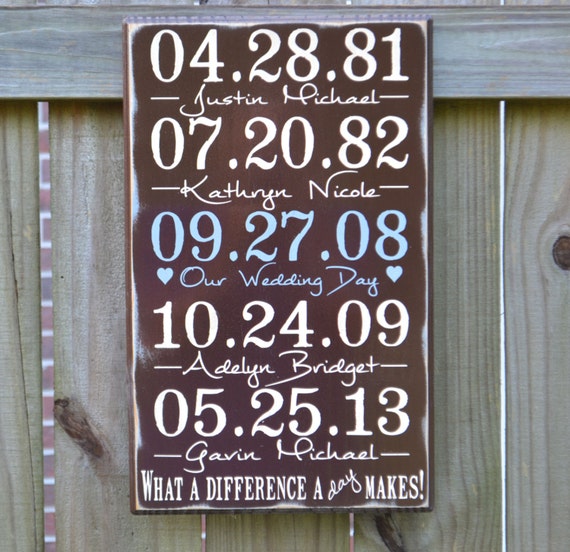 04.28.81
Justin Michael
07.20.82
Kathryn Nicole
09.27.08
Our Wedding Day
10.24.09
Adelyn Bridget
05.25.13
Gavin Michael
WHAT A DIFFERENCE A day MAKES!